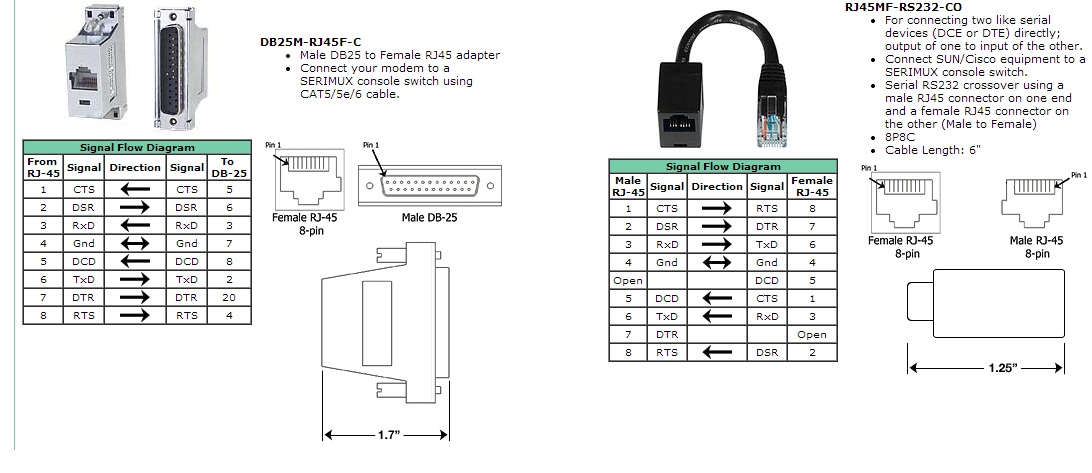 DB25M-RJ45F-C
Male DB25 to Female RJ45 adapter
Connect your modem to a
SERIMUX console switch using
CAT5/5e/6 cable.
Signal Flow Diagram
From RJ-45 Signal Direction Signal To DB-25
1 CTS CTS 5
2 DSR DSR 6
3 RxD RxD 3
4 Gnd Gnd 7
5 DCD DCD 8
6 TxD TxD 2
7 DTR DTR 20
8 RTS RTS 4
Pin 1
Female RJ-45
8-pin
Pin 1
Male DB-25
1.7”
RJ45MF-RS232-CO
For connecting two like serial
devices (DCE or DTE) directly;
output of one to input of the other.
Connect SUN/Cisco equipment to a
SERIMUX console switch.
Serial RS232 crossover using a
male RJ45 connector on one end
and a female RJ45 connector on
the other (Male to Female)
8P8C
Cable Length: 6"
Signal Flow Diagram
Male RJ-45 Signal Direction Signal Female RJ-45
1 CTS RTS 8
2 DSR DTR 7
3 RxD TxD 6
4 Gnd Gnd 4
Open DCD 5
5 DCD CTS 1
6 TxD RxD 3
7 DTR Open
8 RTS DSR 2
Pin 1
Female RJ-45
8-pin
Pin 1
Male RJ-45
8-pin
1.25”